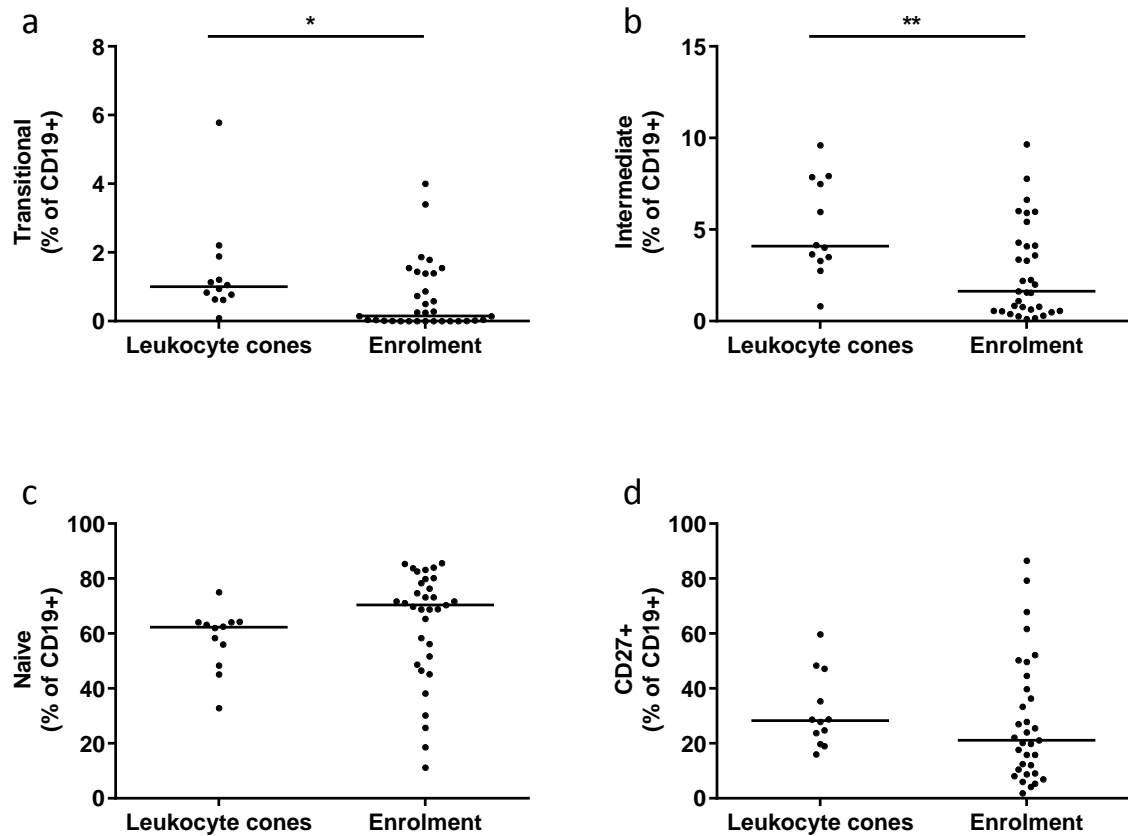 a
*
8
6
4
2
0
Transitional
(% of CD19+)
Leukocyte cones
Enrolment
b
**
15
10
5
0
Intermediate
(% of CD19+)
Leukocyte cones
Enrolment
c
100
80
60
40
20
0
Naive
(% of CD19+)
Leukocyte cones
Enrolment
d
100
80
60
40
20
0
CD27+
(% of CD19+)
Leukocyte cones
Enrolment